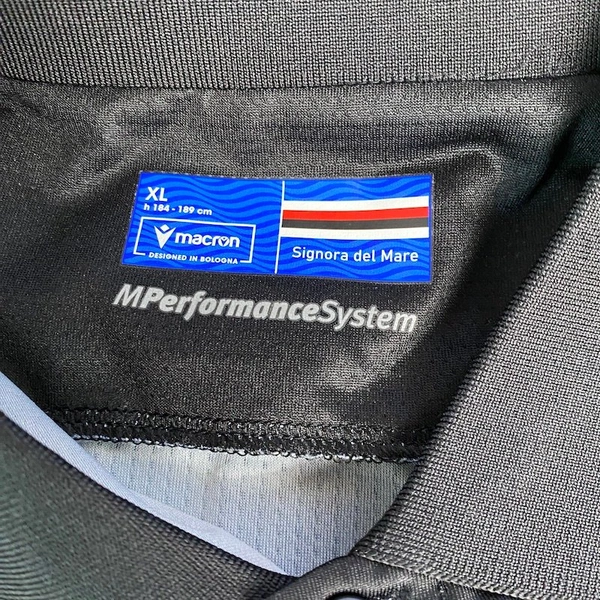 XL
h 184 - 189 cm
macron
DESIGNED IN BOLOGNA
Signora del Mare
MPerformanceSystem